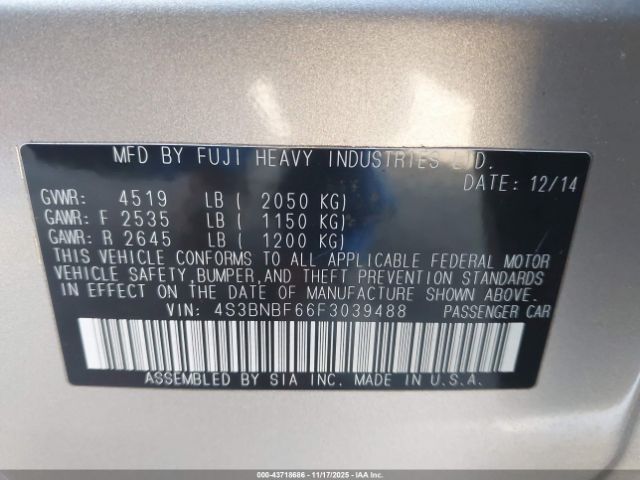 MFD BY FUJI HEAVY INDUSTRIES LTD.
DATE: 12/14
GVWR: 4519 LB ( 2050 KG)
GAWR: F 2535 LB ( 1150 KG)
GAWR: R 2645 LB ( 1200 KG)
THIS VEHICLE CONFORMS TO ALL APPLICABLE FEDERAL MOTOR
VEHICLE SAFETY, BUMPER, AND THEFT PREVENTION STANDARDS
IN EFFECT ON THE DATE OF MANUFACTURE SHOWN ABOVE.
VIN: 4S3BNBF66F3039488 PASSENGER CAR
ASSEMBLED BY SIA INC. MADE IN U.S.A.
000-43718686 - 11/17/2025 - IAAI.COM